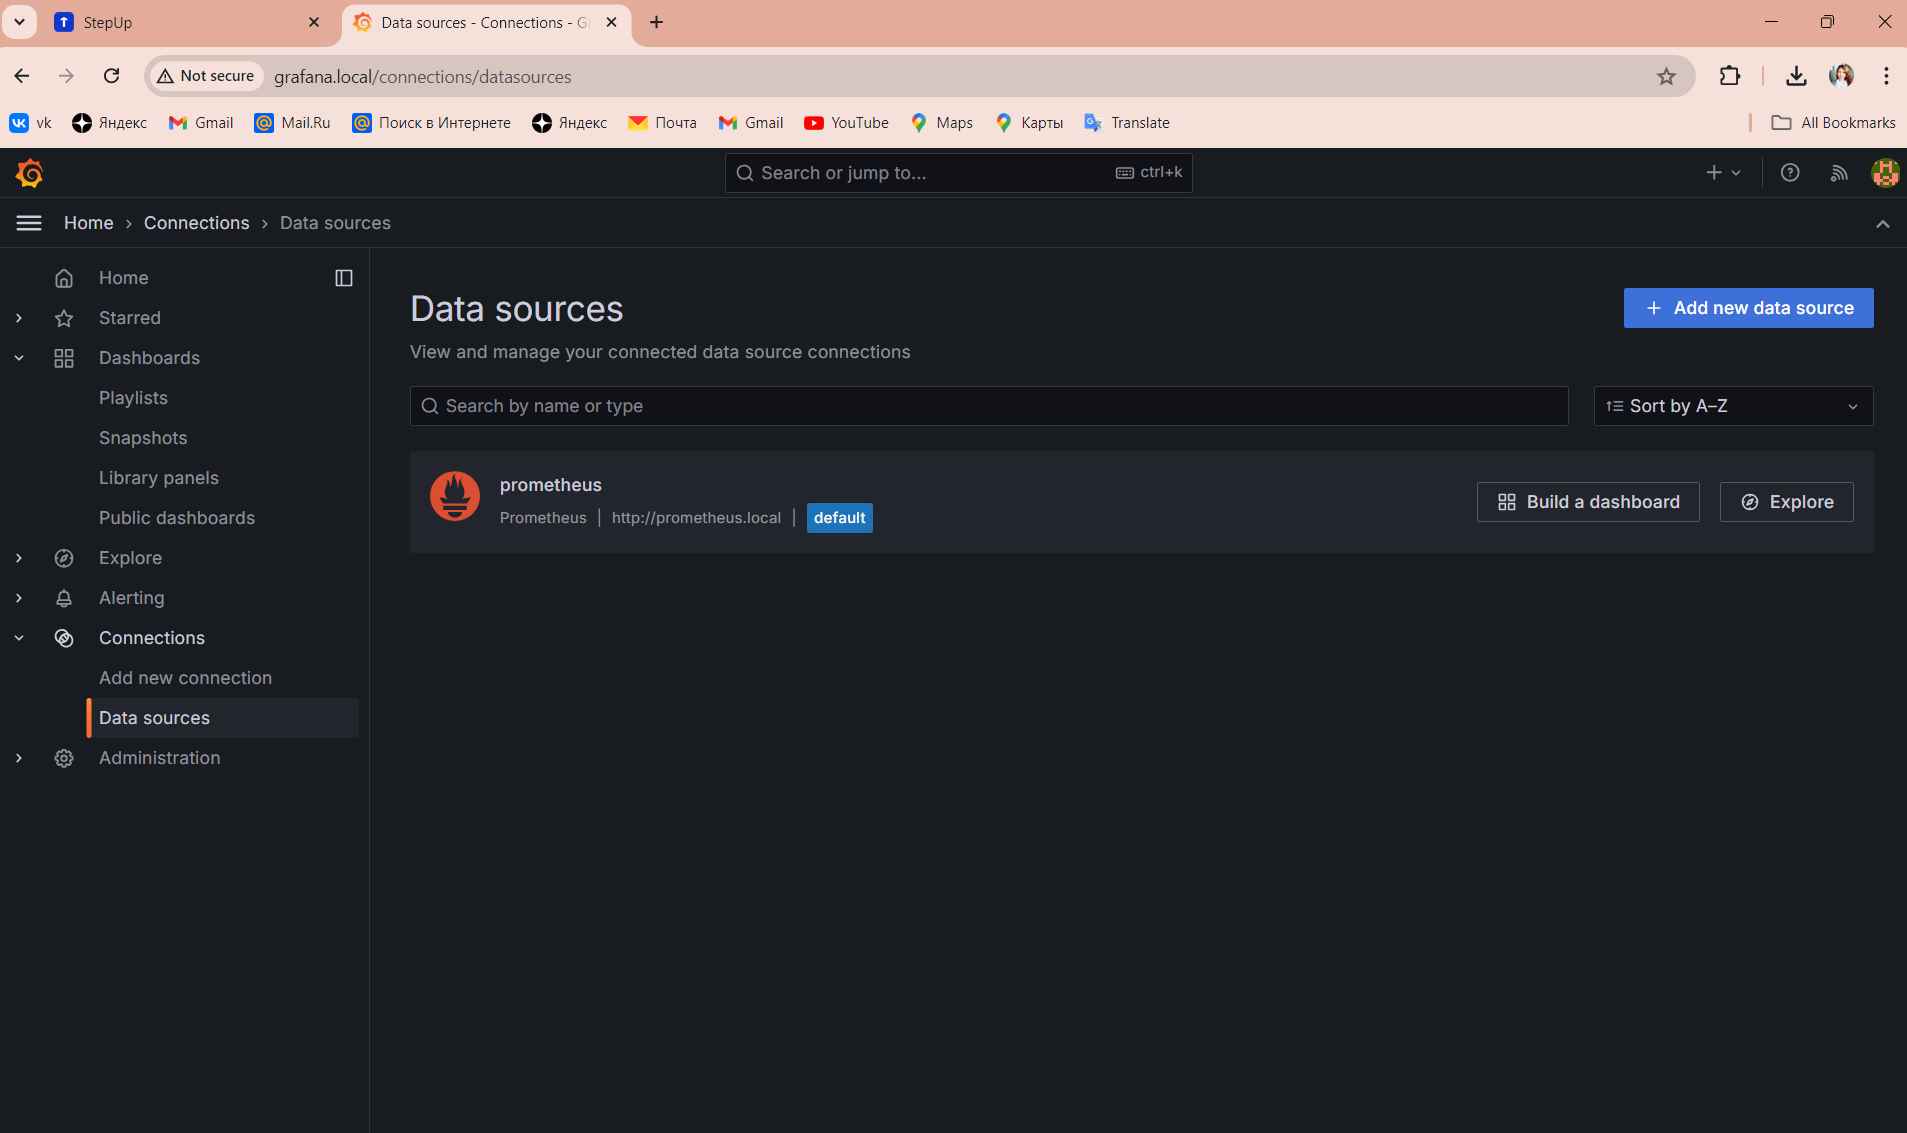 StepUp
Data sources - Connections - G
Not secure
grafana.local/connections/datasources
vk
Яндекс
Gmail
Mail.Ru
Поиск в Интернете
Яндекс
Почта
Gmail
YouTube
Maps
Карты
Translate
All Bookmarks
Search or jump to...
ctrl+k
Home › Connections › Data sources
Home
Starred
Dashboards
Playlists
Snapshots
Library panels
Public dashboards
Explore
Alerting
Connections
Add new connection
Data sources
Administration
Data sources
Add new data source
View and manage your connected data source connections
Search by name or type
Sort by A–Z
prometheus
Prometheus | http://prometheus.local | default
Build a dashboard
Explore